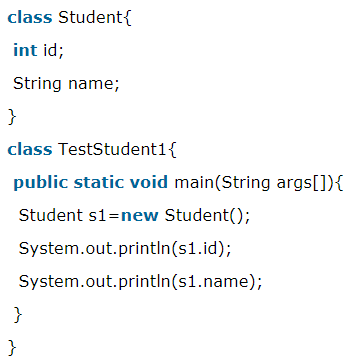 class Student{
int id;
String name;
}
class TestStudent1{
public static void main(String args[]){
Student s1=new Student();
System.out.println(s1.id);
System.out.println(s1.name);
}
}